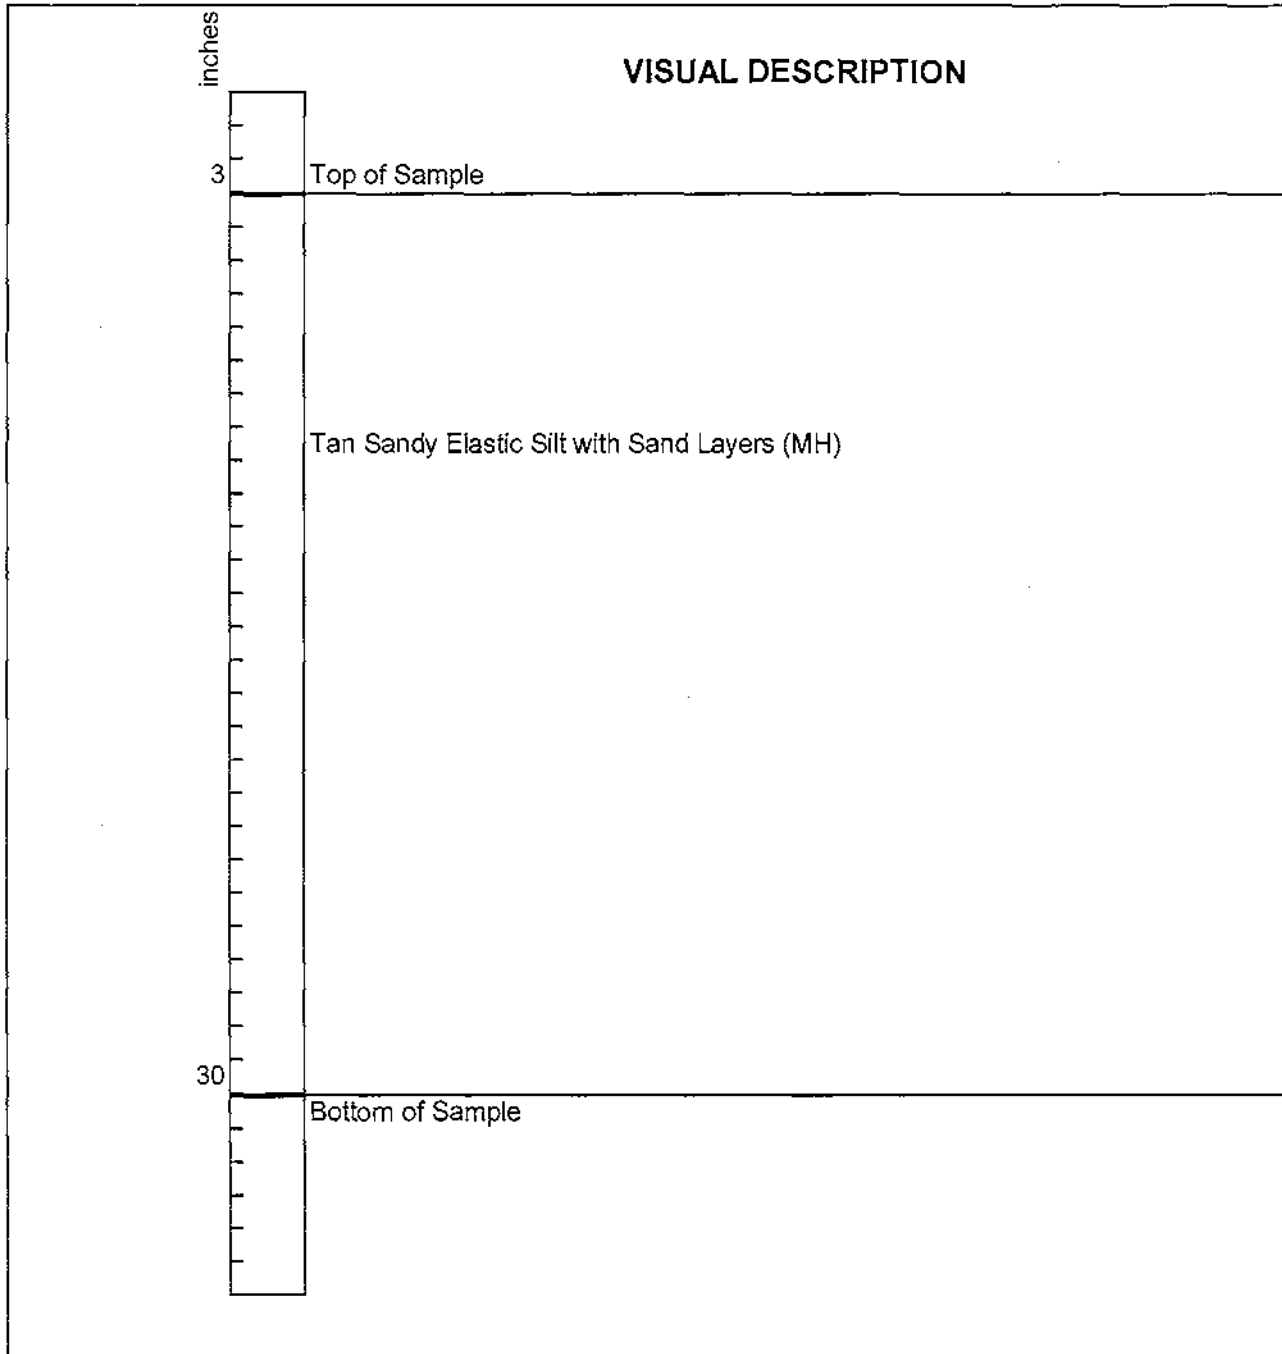 inches
VISUAL DESCRIPTION
3
Top of Sample
Tan Sandy Elastic Silt with Sand Layers (MH)
30
Bottom of Sample